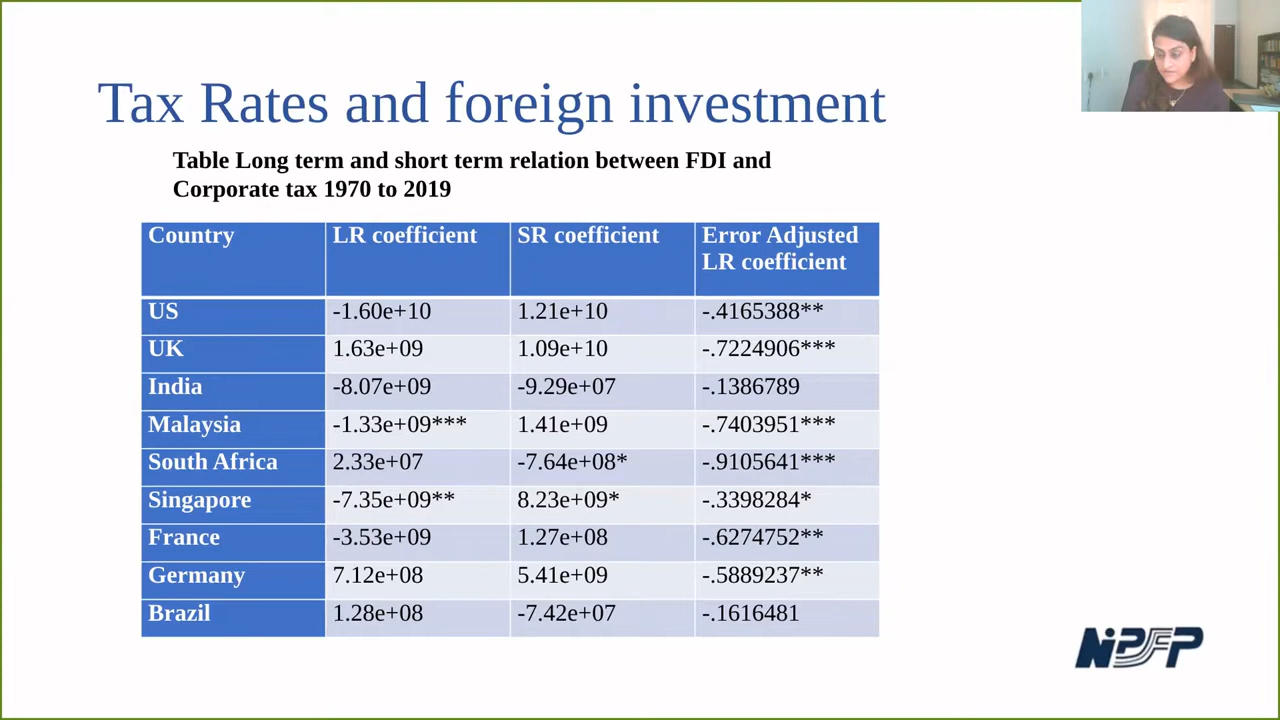 Tax Rates and foreign investment
Table Long term and short term relation between FDI and
Corporate tax 1970 to 2019
Country LR coefficient SR coefficient Error Adjusted
LR coefficient
US -1.60e+10 1.21e+10 -.4165388**
UK 1.63e+09 1.09e+10 -.7224906***
India -8.07e+09 -9.29e+07 -.1386789
Malaysia -1.33e+09*** 1.41e+09 -.7403951***
South Africa 2.33e+07 -7.64e+08* -.9105641***
Singapore -7.35e+09** 8.23e+09* -.3398284*
France -3.53e+09 1.27e+08 -.6274752**
Germany 7.12e+08 5.41e+09 -.5889237**
Brazil 1.28e+08 -7.42e+07 -.1616481
NIPFP